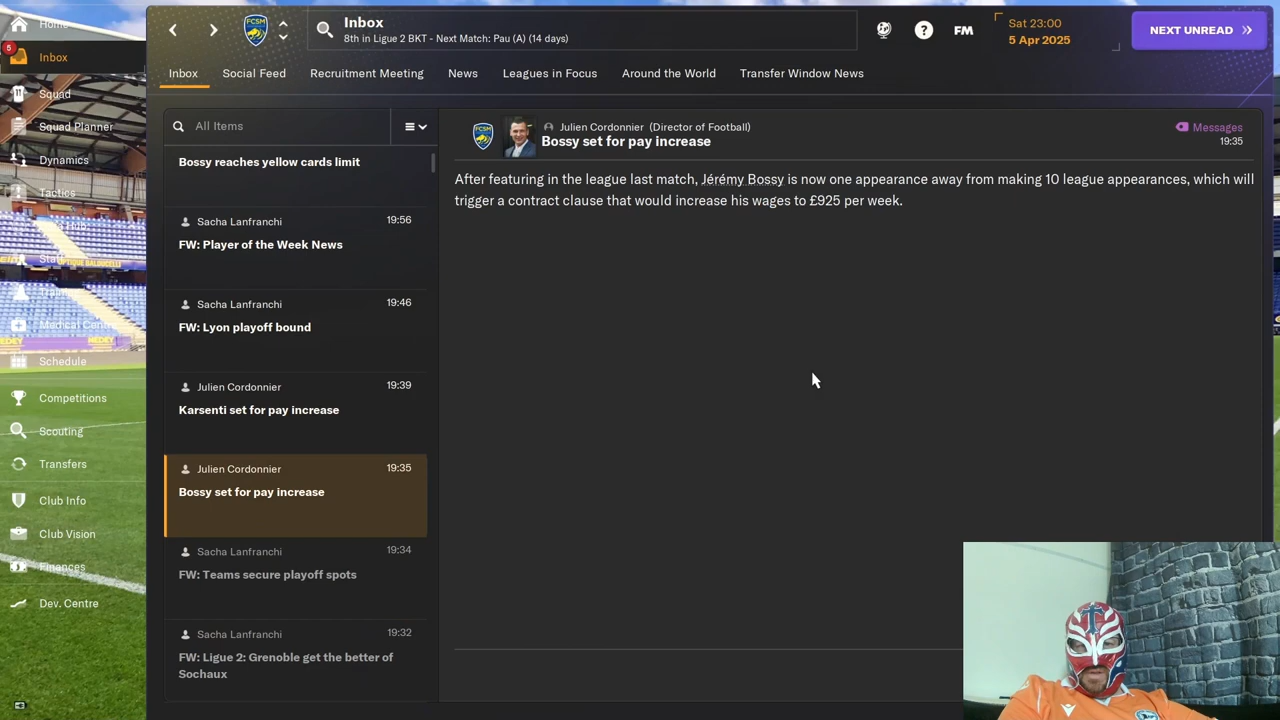 Home
Inbox
8th in Ligue 2 BKT - Next Match: Pau (A) (14 days)
FM
Sat 23:00
5 Apr 2025
NEXT UNREAD
5
Inbox
Inbox
Social Feed
Recruitment Meeting
News
Leagues in Focus
Around the World
Transfer Window News
Squad
Squad Planner
Dynamics
Tactics
Medical Centre
Schedule
Competitions
Scouting
Transfers
Club Info
Club Vision
Finances
Dev. Centre
All Items
Bossy reaches yellow cards limit
Sacha Lanfranchi 19:56
FW: Player of the Week News
Sacha Lanfranchi 19:46
FW: Lyon playoff bound
Julien Cordonnier 19:39
Karsenti set for pay increase
Julien Cordonnier 19:35
Bossy set for pay increase
Sacha Lanfranchi 19:34
FW: Teams secure playoff spots
Sacha Lanfranchi 19:32
FW: Ligue 2: Grenoble get the better of
Sochaux
FCSM
Julien Cordonnier (Director of Football)
Bossy set for pay increase
Messages
19:35
After featuring in the league last match, Jérémy Bossy is now one appearance away from making 10 league appearances, which will
trigger a contract clause that would increase his wages to £925 per week.